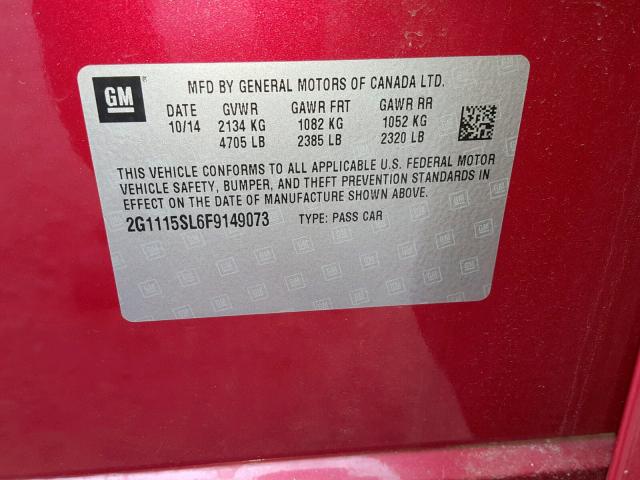 GM
MFD BY GENERAL MOTORS OF CANADA LTD.
DATE GVWR GAWR FRT GAWR RR
10/14 2134 KG 1082 KG 1052 KG
4705 LB 2385 LB 2320 LB
THIS VEHICLE CONFORMS TO ALL APPLICABLE U.S. FEDERAL MOTOR
VEHICLE SAFETY, BUMPER, AND THEFT PREVENTION STANDARDS IN
EFFECT ON THE DATE OF MANUFACTURE SHOWN ABOVE.
2G1115SL6F9149073 TYPE: PASS CAR